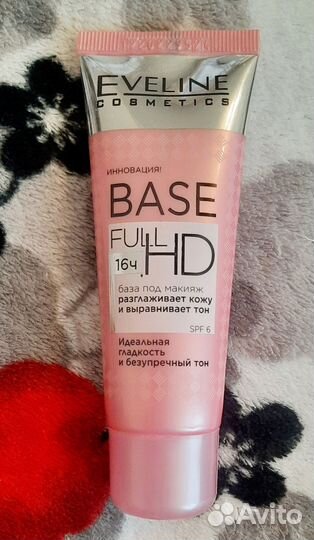 EVELINE
COSMETICS
ИННОВАЦИЯ!
BASE
FULL
16ч HD
база под макияж
разглаживает кожу
и выравнивает тон
SPF 6
Идеальная
гладкость
и безупречный тон
Avito